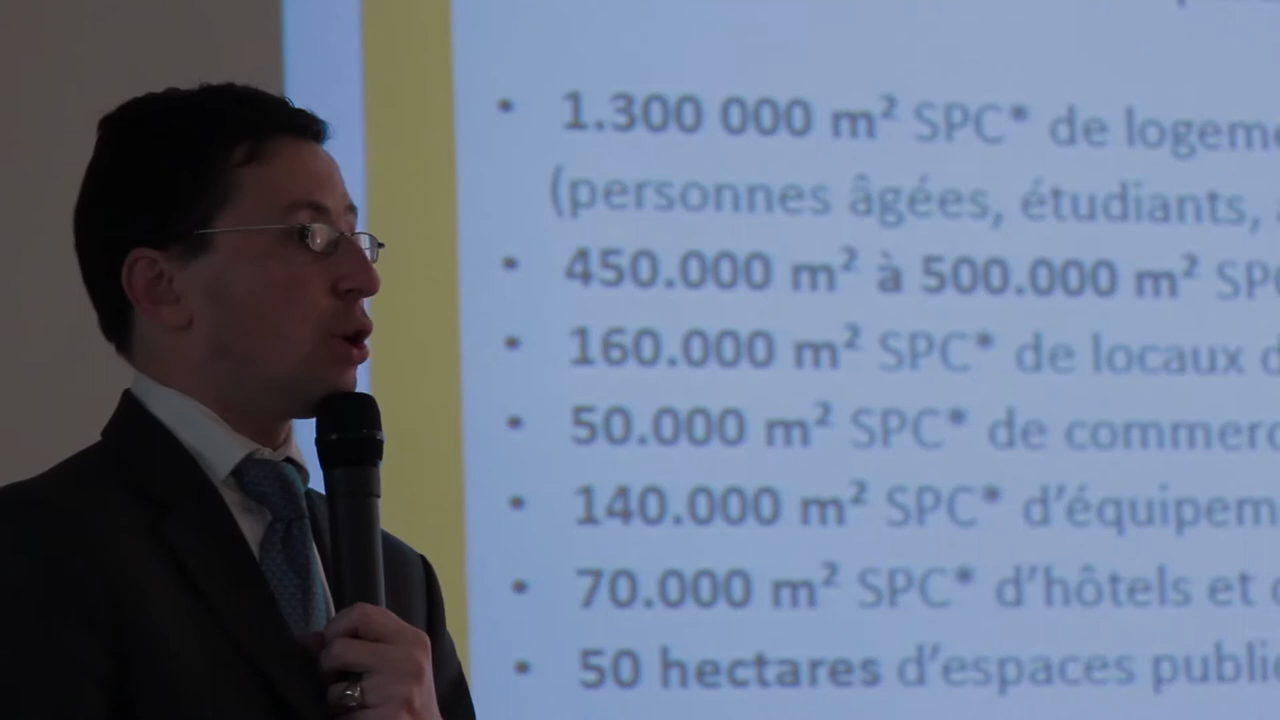 • 1.300 000 m² SPC* de logeme
(personnes âgées, étudiants,
• 450.000 m² à 500.000 m² SP
• 160.000 m² SPC* de locaux d
• 50.000 m² SPC* de commerc
• 140.000 m² SPC* d'équipem
• 70.000 m² SPC* d'hôtels et
• 50 hectares d'espaces public